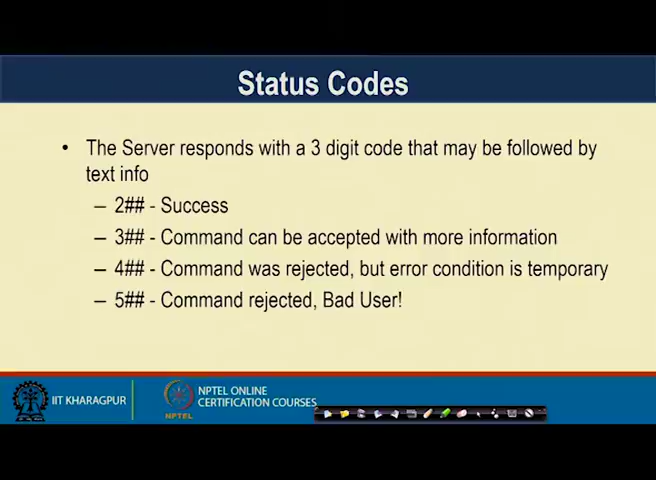 Status Codes
• The Server responds with a 3 digit code that may be followed by
text info
– 2## - Success
– 3## - Command can be accepted with more information
– 4## - Command was rejected, but error condition is temporary
– 5## - Command rejected, Bad User!
IIT KHARAGPUR
NPTEL
NPTEL ONLINE
CERTIFICATION COURSES